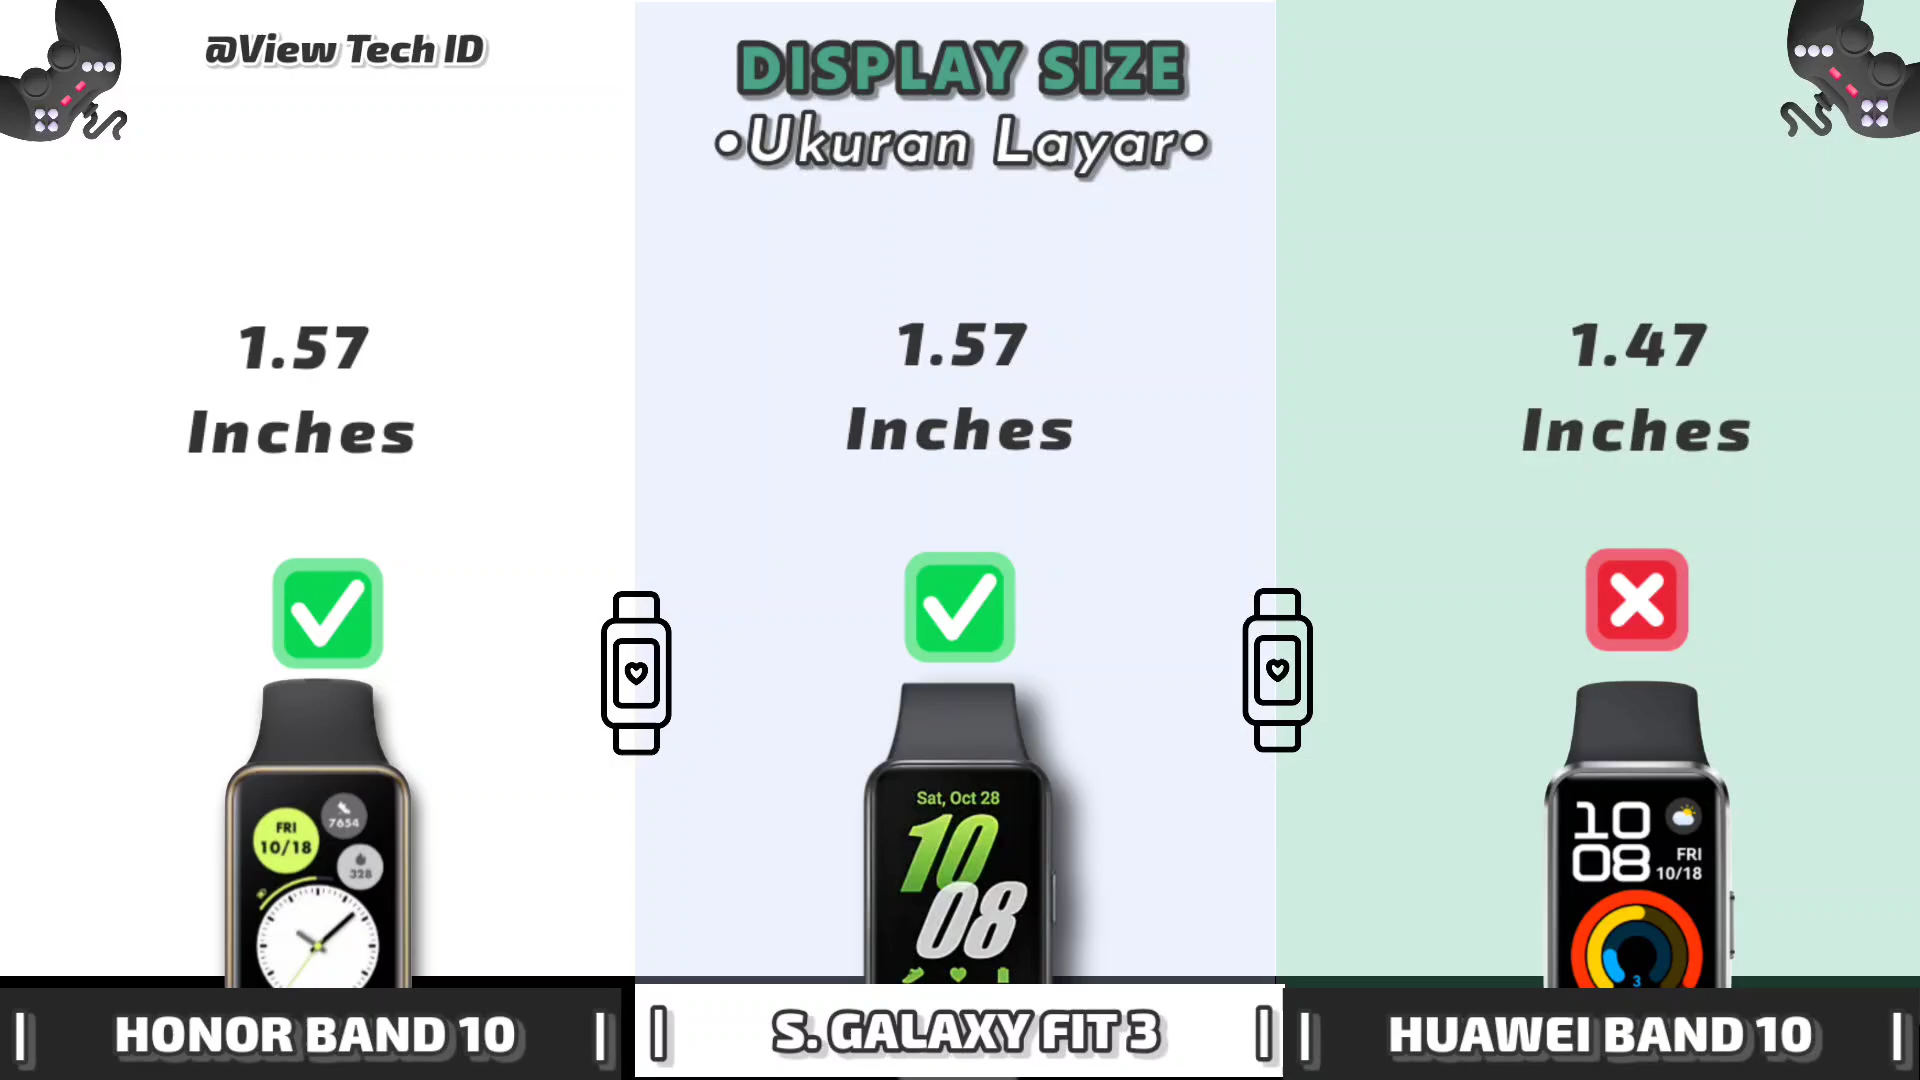 @View Tech ID
DISPLAY SIZE
•Ukuran Layar•
1.57
Inches
1.57
Inches
1.47
Inches
FRI
10/18
7654
328
Sat, Oct 28
10
08
10
08
FRI
10/18
3
| HONOR BAND 10 |
| S. GALAXY FIT 3 |
| HUAWEI BAND 10 |